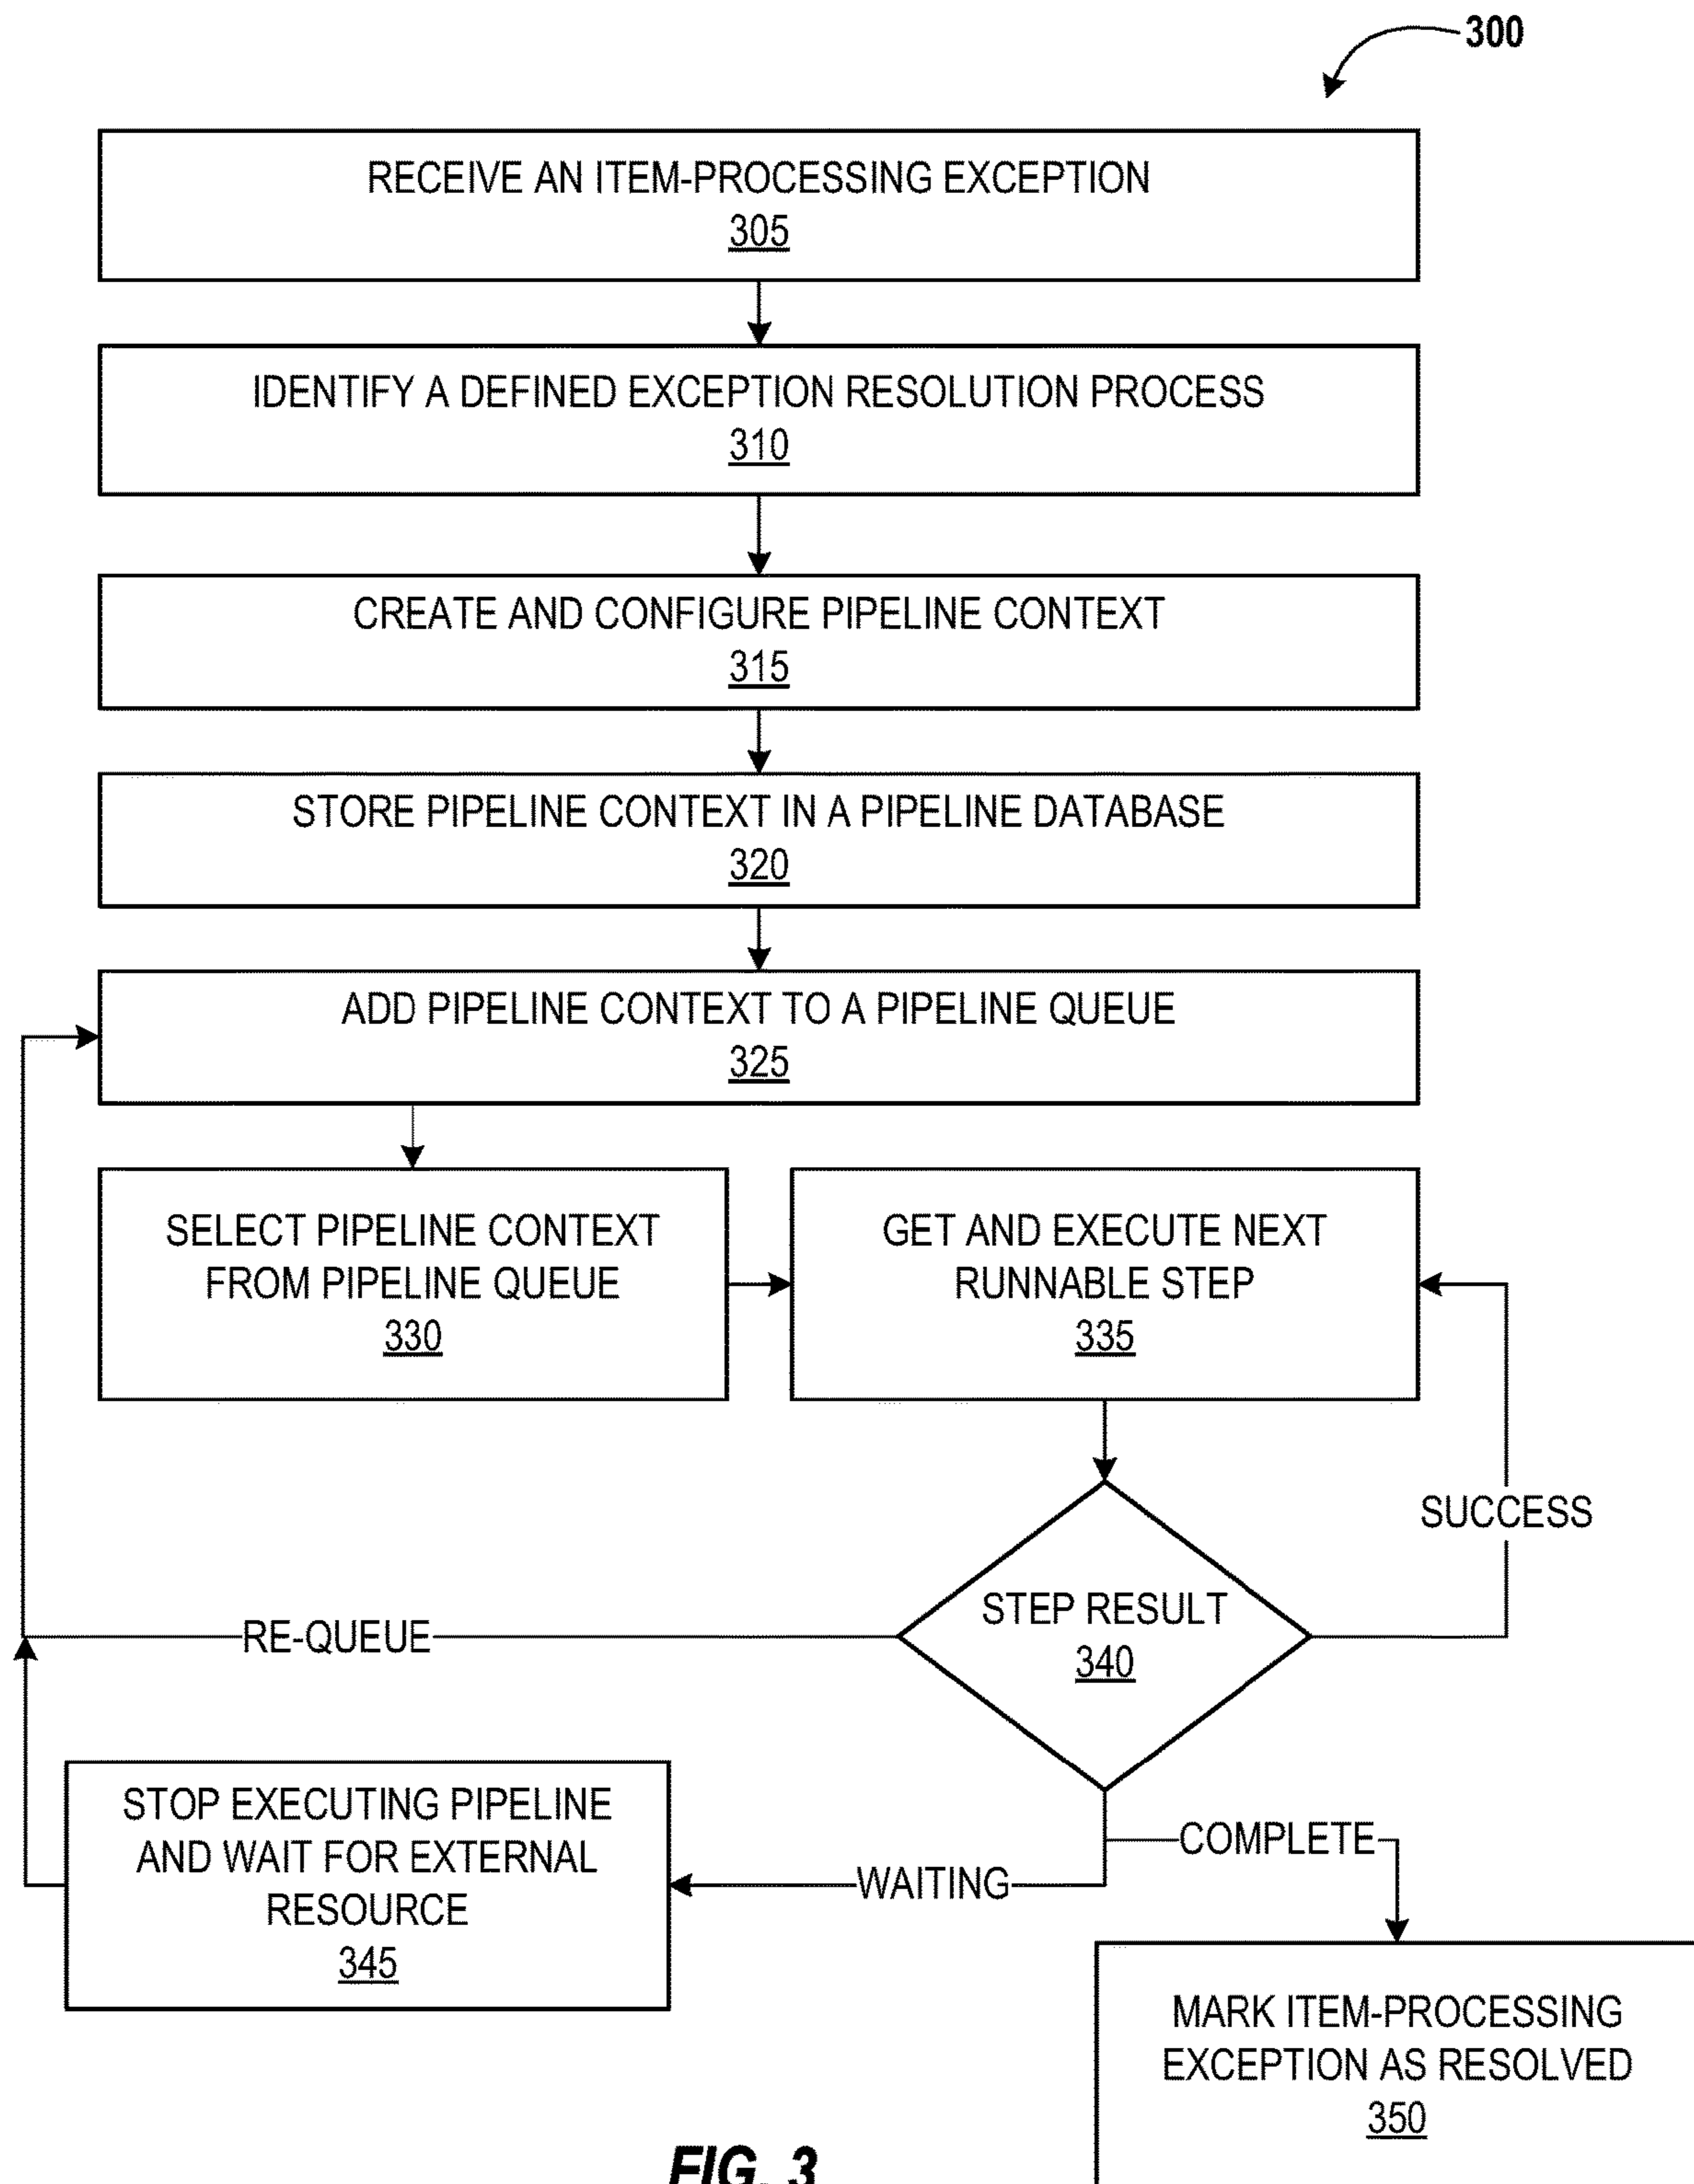 300
RECEIVE AN ITEM-PROCESSING EXCEPTION
305
IDENTIFY A DEFINED EXCEPTION RESOLUTION PROCESS
310
CREATE AND CONFIGURE PIPELINE CONTEXT
315
STORE PIPELINE CONTEXT IN A PIPELINE DATABASE
320
ADD PIPELINE CONTEXT TO A PIPELINE QUEUE
325
SELECT PIPELINE CONTEXT
FROM PIPELINE QUEUE
330
GET AND EXECUTE NEXT
RUNNABLE STEP
335
SUCCESS
STEP RESULT
340
RE-QUEUE
STOP EXECUTING PIPELINE
AND WAIT FOR EXTERNAL
RESOURCE
345
WAITING
COMPLETE
MARK ITEM-PROCESSING
EXCEPTION AS RESOLVED
350
FIG. 3